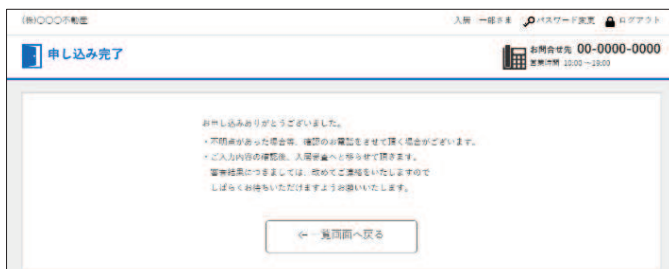 (株)〇〇〇不動産
入居 一郎さま パスワード変更 ログアウト
申し込み完了
お問合せ先 00-0000-0000
営業時間 10:00～19:00
お申し込みありがとうございました。
・不明点があった場合等、確認のお電話をさせて頂く場合がございます。
・ご入力内容の確認後、入居審査へと移らせて頂きます。
審査結果につきましては、改めてご連絡をいたしますので
しばらくお待ちいただけますようお願いいたします。
← 一覧画面へ戻る